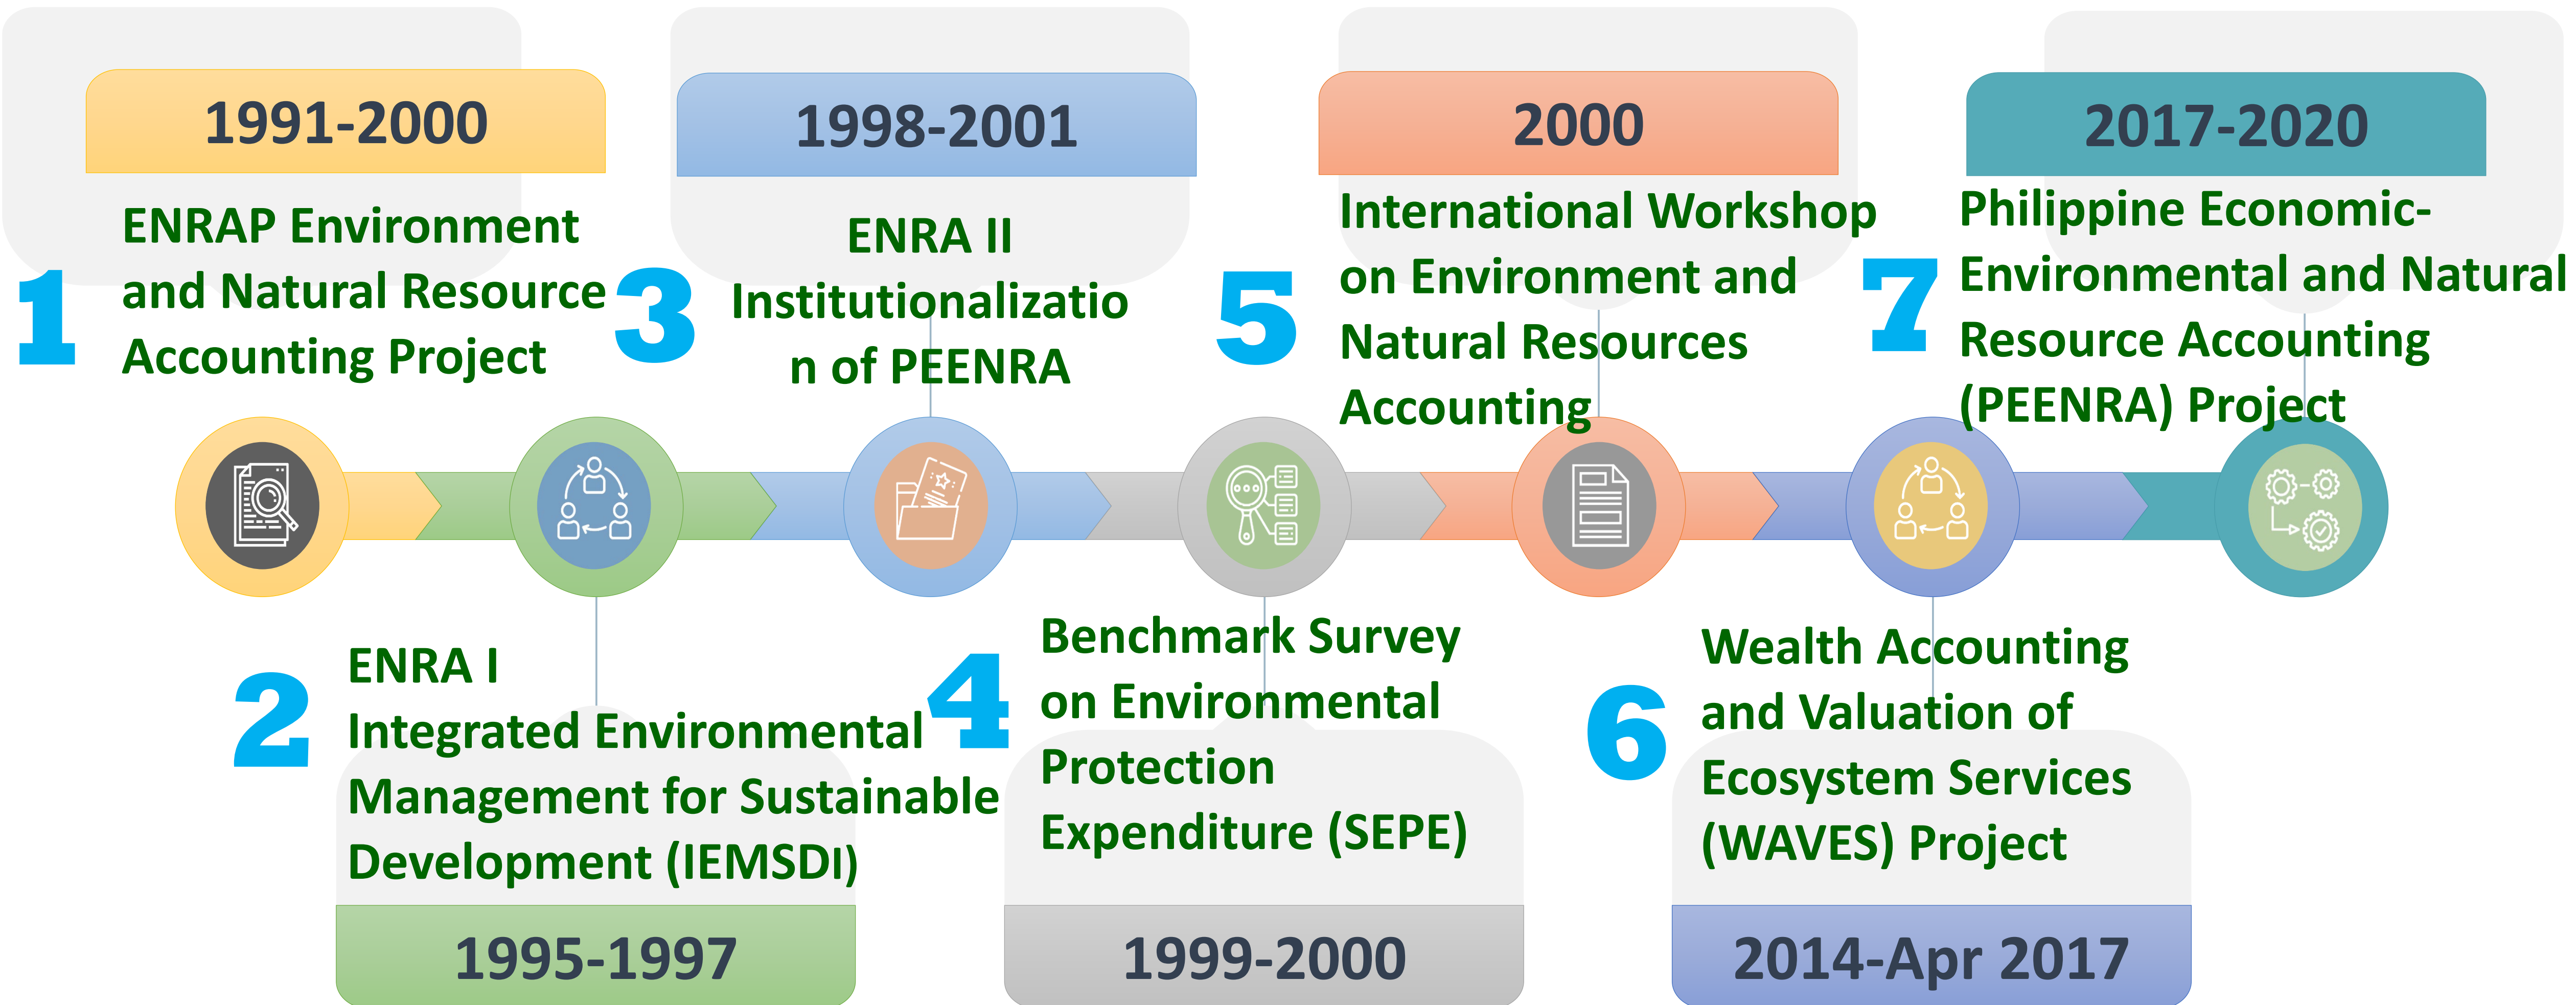 1991-2000
1
ENRAP Environment
and Natural Resource
Accounting Project
2
ENRA I
Integrated Environmental
Management for Sustainable
Development (IEMSDI)
1995-1997
1998-2001
3
ENRA II
Institutionalizatio
n of PEENRA
4
Benchmark Survey
on Environmental
Protection
Expenditure (SEPE)
1999-2000
2000
5
International Workshop
on Environment and
Natural Resources
Accounting
6
Wealth Accounting
and Valuation of
Ecosystem Services
(WAVES) Project
2014-Apr 2017
2017-2020
7
Philippine Economic-
Environmental and Natural
Resource Accounting
(PEENRA) Project